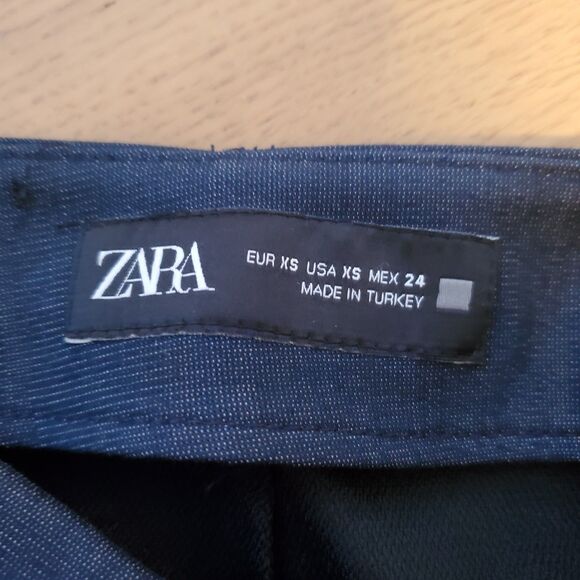 ZARA
EUR XS USA XS MEX 24
MADE IN TURKEY